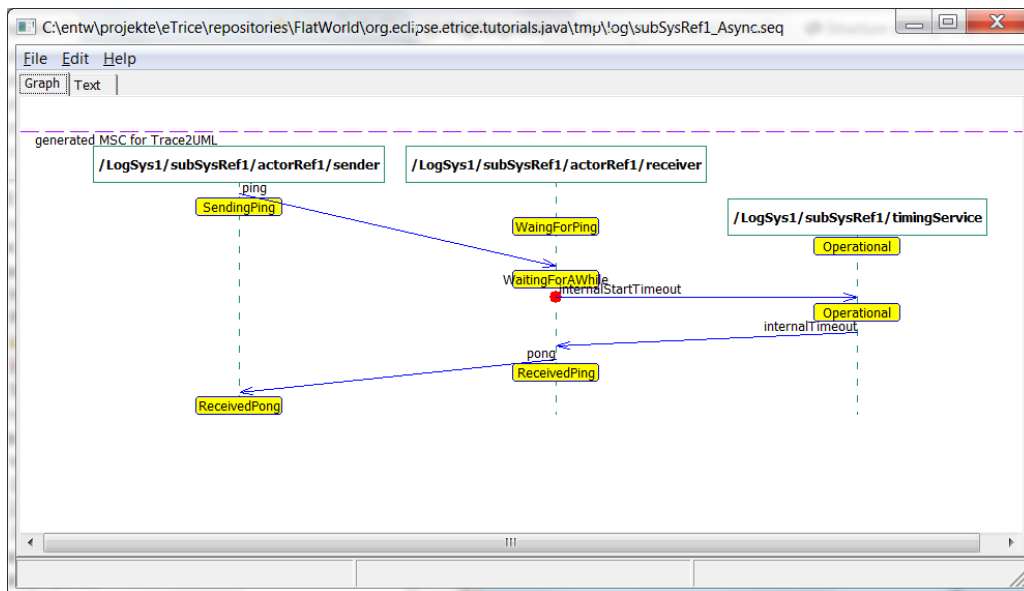 C:\entw\projekte\eTrice\repositories\FlatWorld\org.eclipse.etrice.tutorials.java\tmp\log\subSysRef1_Async.seq
File Edit Help
Graph Text
generated MSC for Trace2UML
/LogSys1/subSysRef1/actorRef1/sender
/LogSys1/subSysRef1/actorRef1/receiver
ping
SendingPing
/LogSys1/subSysRef1/timingService
WaingForPing
Operational
WaitingForAWhile
internalStartTimeout
Operational
internalTimeout
pong
ReceivedPing
ReceivedPong